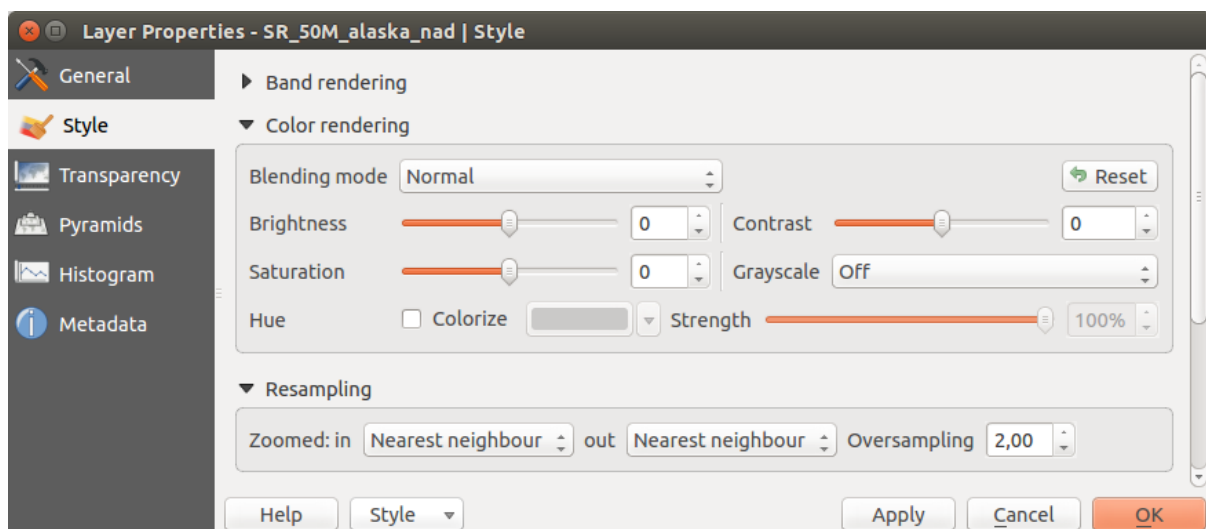 Layer Properties - SR_50M_alaska_nad | Style
General
Style
Transparency
Pyramids
Histogram
Metadata
Band rendering
Color rendering
Blending mode Normal Reset
Brightness 0 Contrast 0
Saturation 0 Grayscale Off
Hue Colorize Strength 100%
Resampling
Zoomed: in Nearest neighbour out Nearest neighbour Oversampling 2,00
Help Style Apply Cancel OK